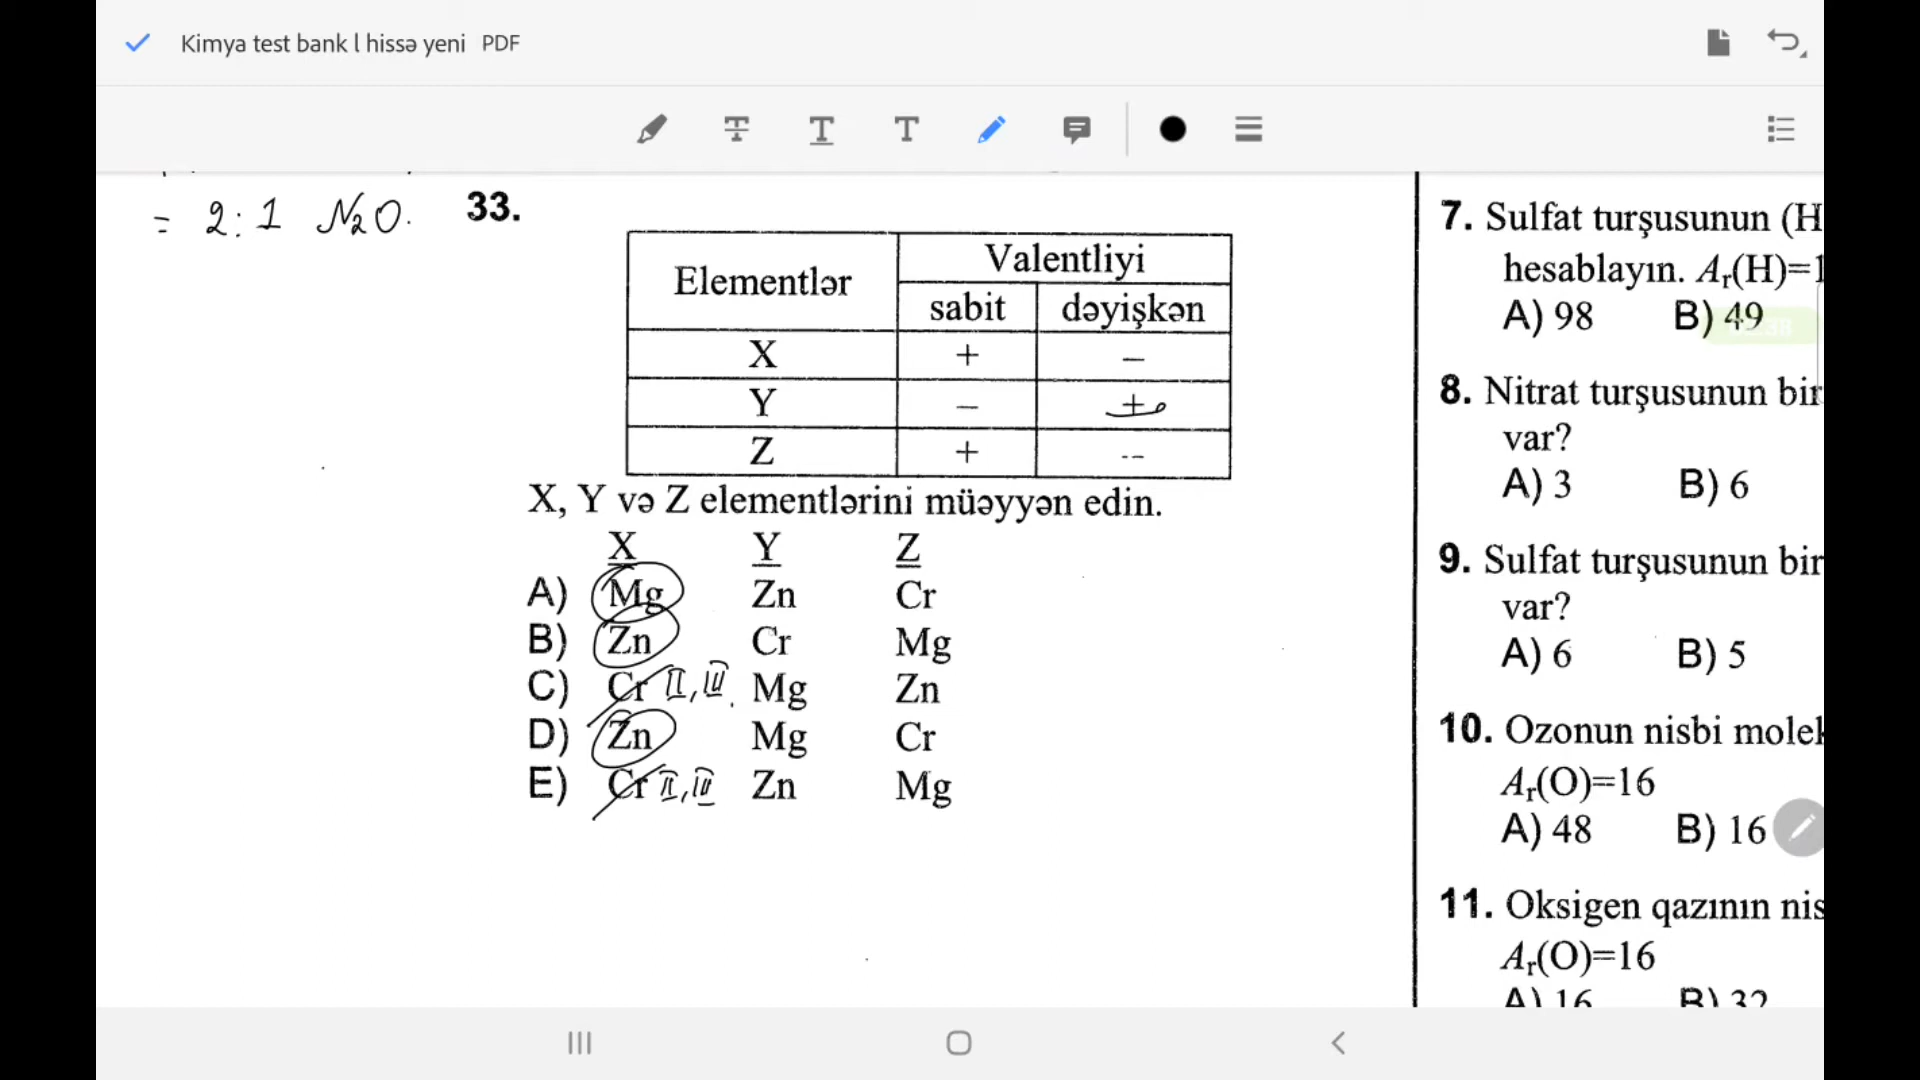 Kimya test bank l hissə yeni PDF
= 2:1 N₂O.
33.
Elementlər Valentliyi
sabit dəyişkən
X + –
Y – +
Z + --
X, Y və Z elementlərini müəyyən edin.
X Y Z
A) Mg Zn Cr
B) Zn Cr Mg
C) Cr II, III. Mg Zn
D) Zn Mg Cr
E) Cr II, III Zn Mg
7. Sulfat turşusunun (H
hesablayın. Aᵣ(H)=1
A) 98 B) 49
8. Nitrat turşusunun bir
var?
A) 3 B) 6
9. Sulfat turşusunun bir
var?
A) 6 B) 5
10. Ozonun nisbi molek
Aᵣ(O)=16
A) 48 B) 16
11. Oksigen qazının nis
Aᵣ(O)=16
A) 16 B) 32